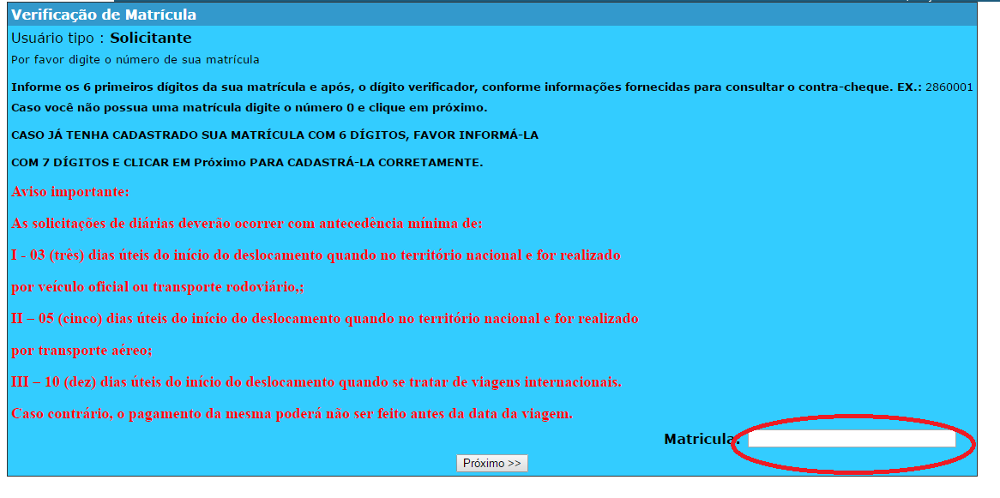 Verificação de Matrícula
Usuário tipo : Solicitante
Por favor digite o número de sua matrícula
Informe os 6 primeiros dígitos da sua matrícula e após, o dígito verificador, conforme informações fornecidas para consultar o contra-cheque. EX.: 2860001
Caso você não possua uma matrícula digite o número 0 e clique em próximo.
CASO JÁ TENHA CADASTRADO SUA MATRÍCULA COM 6 DÍGITOS, FAVOR INFORMÁ-LA
COM 7 DÍGITOS E CLICAR EM Próximo PARA CADASTRÁ-LA CORRETAMENTE.
Aviso importante:
As solicitações de diárias deverão ocorrer com antecedência mínima de:
I - 03 (três) dias úteis do início do deslocamento quando no território nacional e for realizado
por veículo oficial ou transporte rodoviário,;
II – 05 (cinco) dias úteis do início do deslocamento quando no território nacional e for realizado
por transporte aéreo;
III – 10 (dez) dias úteis do início do deslocamento quando se tratar de viagens internacionais.
Caso contrário, o pagamento da mesma poderá não ser feito antes da data da viagem.
Matricula:
Próximo >>